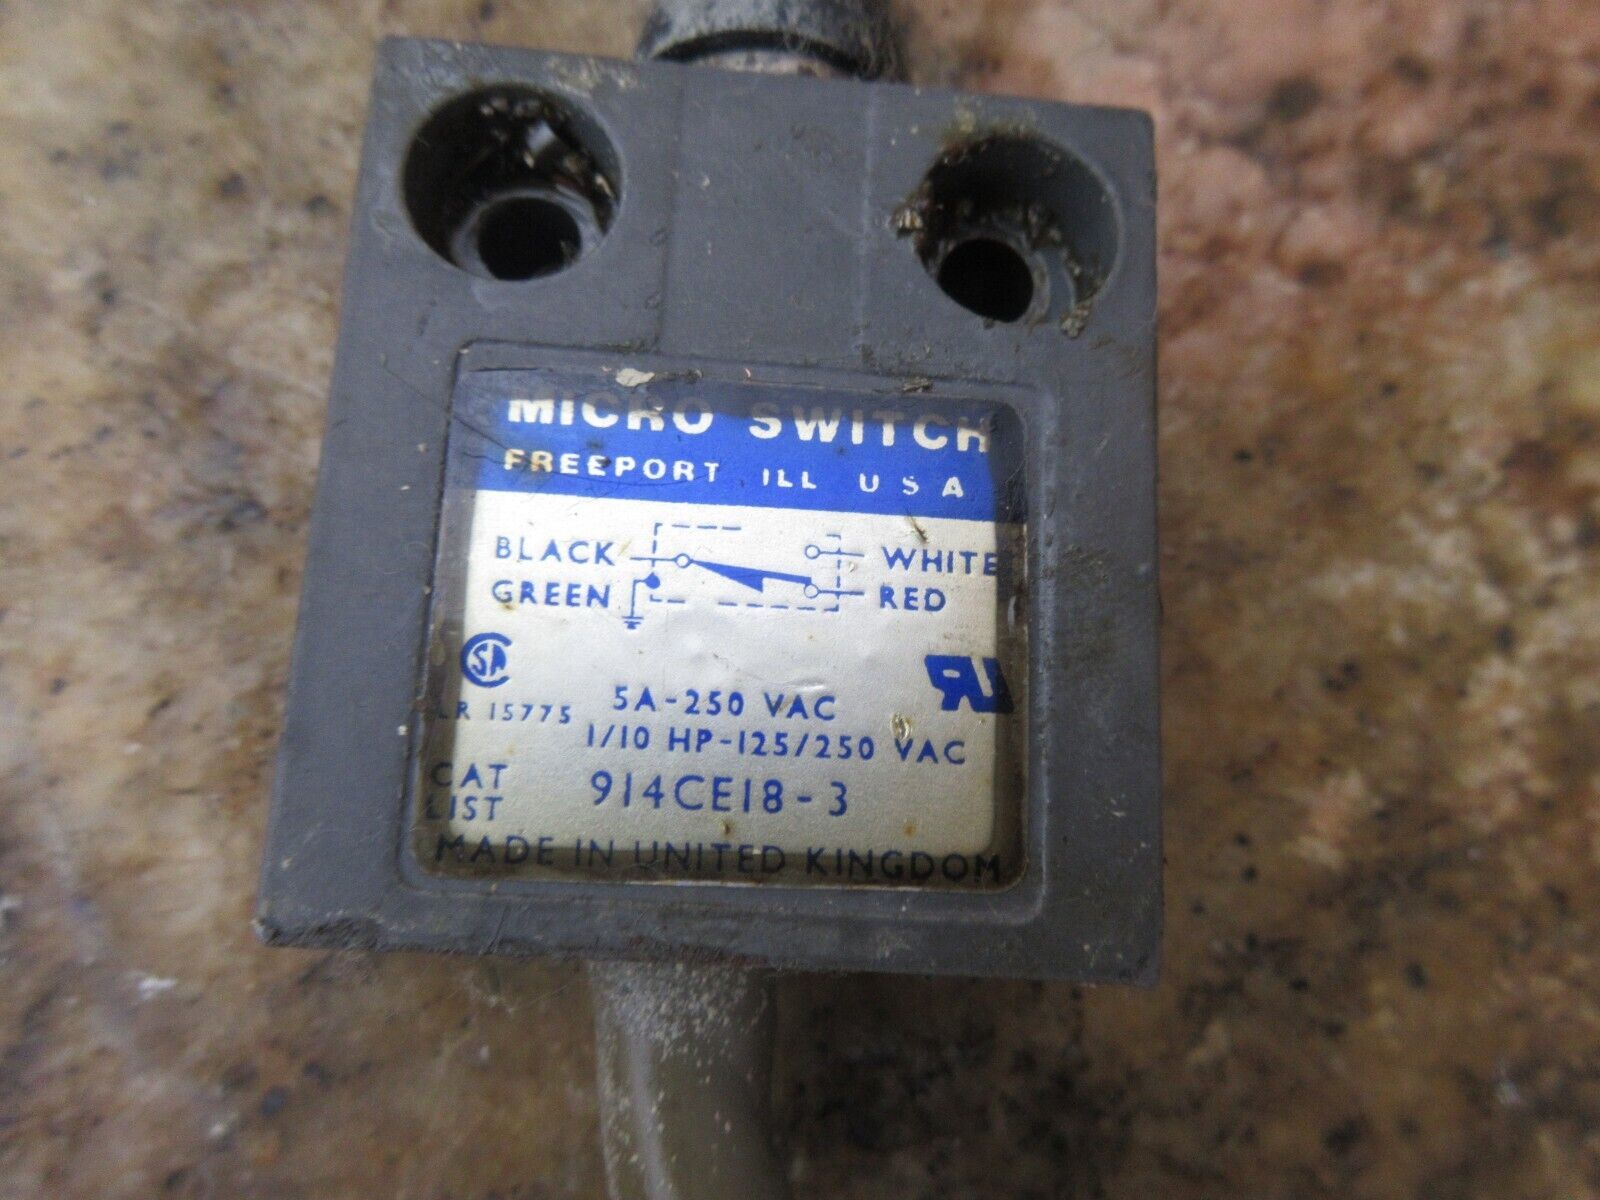 MICRO SWITCH
FREEPORT ILL U S A
BLACK WHITE
GREEN RED
SA
5A-250 VAC
LR 15775
1/10 HP-125/250 VAC
CAT LIST 914CE18-3
MADE IN UNITED KINGDOM